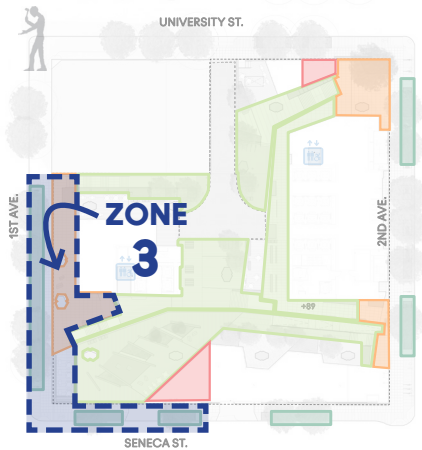 UNIVERSITY ST.
1ST AVE.
ZONE
3
2ND AVE.
+89
SENECA ST.